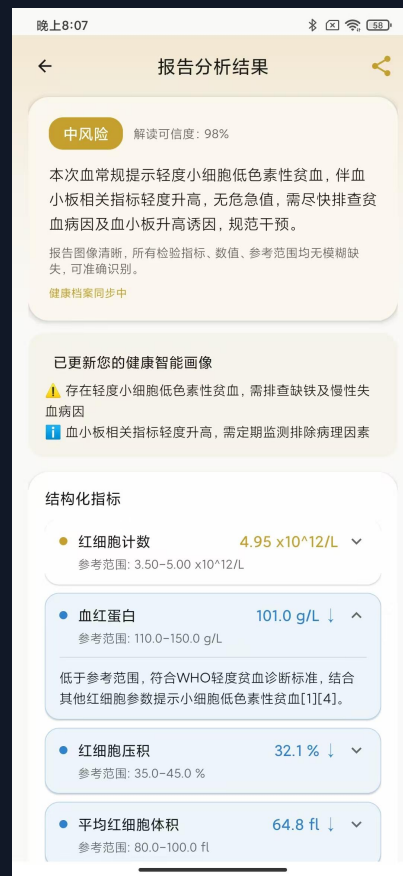 晚上8:07
58
报告分析结果
中风险 解读可信度: 98%
本次血常规提示轻度小细胞低色素性贫血, 伴血
小板相关指标轻度升高, 无危急值, 需尽快排查贫
血病因及血小板升高诱因, 规范干预。
报告图像清晰, 所有检验指标、数值、参考范围均无模糊缺
失, 可准确识别。
健康档案同步中
已更新您的健康智能画像
⚠️ 存在轻度小细胞低色素性贫血, 需排查缺铁及慢性失
血病因
ℹ️ 血小板相关指标轻度升高, 需定期监测排除病理因素
结构化指标
红细胞计数 4.95 x10^12/L
参考范围: 3.50-5.00 x10^12/L
血红蛋白 101.0 g/L ↓
参考范围: 110.0-150.0 g/L
低于参考范围, 符合WHO轻度贫血诊断标准, 结合
其他红细胞参数提示小细胞低色素性贫血[1][4]。
红细胞压积 32.1 % ↓
参考范围: 35.0-45.0 %
平均红细胞体积 64.8 fl ↓
参考范围: 80.0-100.0 fl